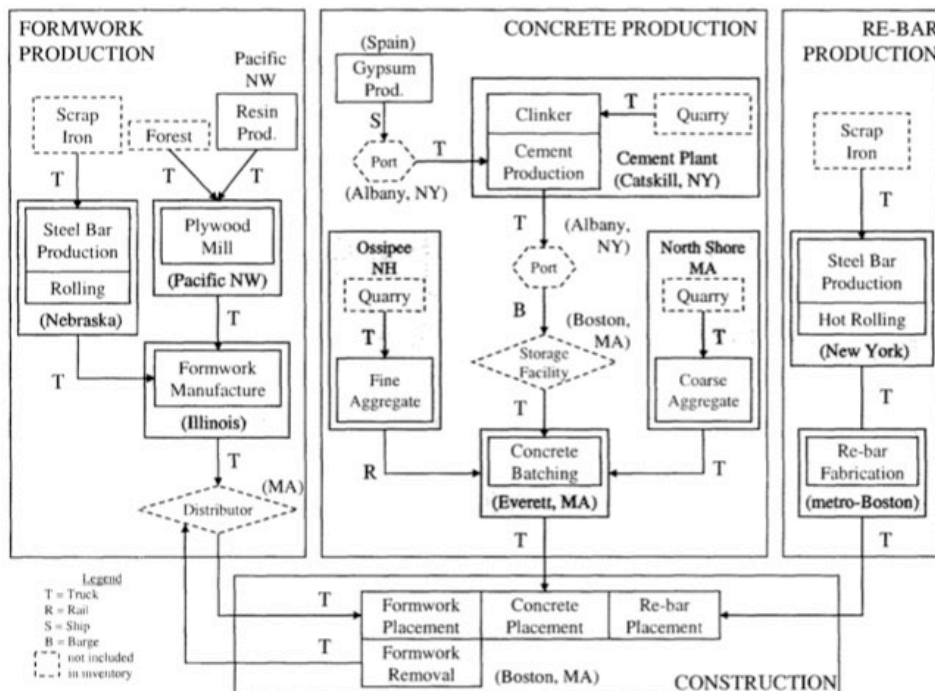 FORMWORK
PRODUCTION
Pacific
NW
Scrap
Iron
Forest
Resin
Prod.
T
T
T
Steel Bar
Production
Rolling
(Nebraska)
Plywood
Mill
(Pacific NW)
T
T
Formwork
Manufacture
(Illinois)
T
(MA)
Distributor
CONCRETE PRODUCTION
(Spain)
Gypsum
Prod.
S
Port
(Albany, NY)
T
Clinker
Cement
Production
T
Quarry
Cement Plant
(Catskill, NY)
T
(Albany,
NY)
Port
B
(Boston,
MA)
Storage
Facility
T
Ossipee
NH
Quarry
T
Fine
Aggregate
R
North Shore
MA
Quarry
T
Coarse
Aggregate
T
Concrete
Batching
(Everett, MA)
T
RE-BAR
PRODUCTION
Scrap
Iron
T
Steel Bar
Production
Hot Rolling
(New York)
T
Re-bar
Fabrication
(metro-Boston)
T
Legend
T = Truck
R = Rail
S = Ship
B = Barge
not included
in inventory
T
T
Formwork
Placement
Concrete
Placement
Re-bar
Placement
Formwork
Removal
(Boston, MA)
CONSTRUCTION